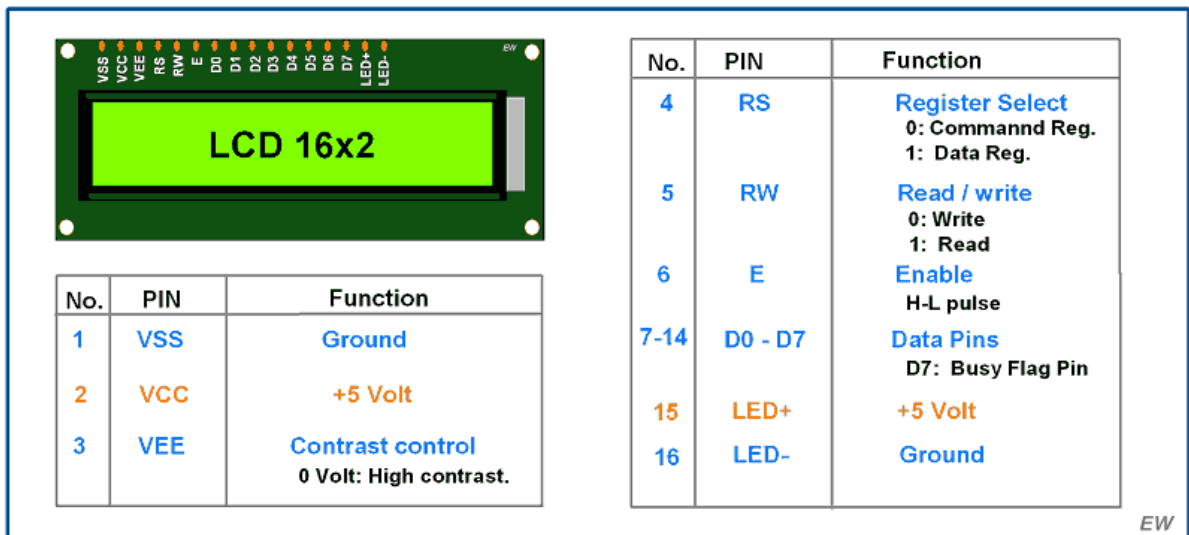 VSS VCC VEE RS RW E D0 D1 D2 D3 D4 D5 D6 D7 LED+ LED-
EW
LCD 16x2
No. PIN Function
1 VSS Ground
2 VCC +5 Volt
3 VEE Contrast control
0 Volt: High contrast.
No. PIN Function
4 RS Register Select
0: Commannd Reg.
1: Data Reg.
5 RW Read / write
0: Write
1: Read
6 E Enable
H-L pulse
7-14 D0 - D7 Data Pins
D7: Busy Flag Pin
15 LED+ +5 Volt
16 LED- Ground
EW